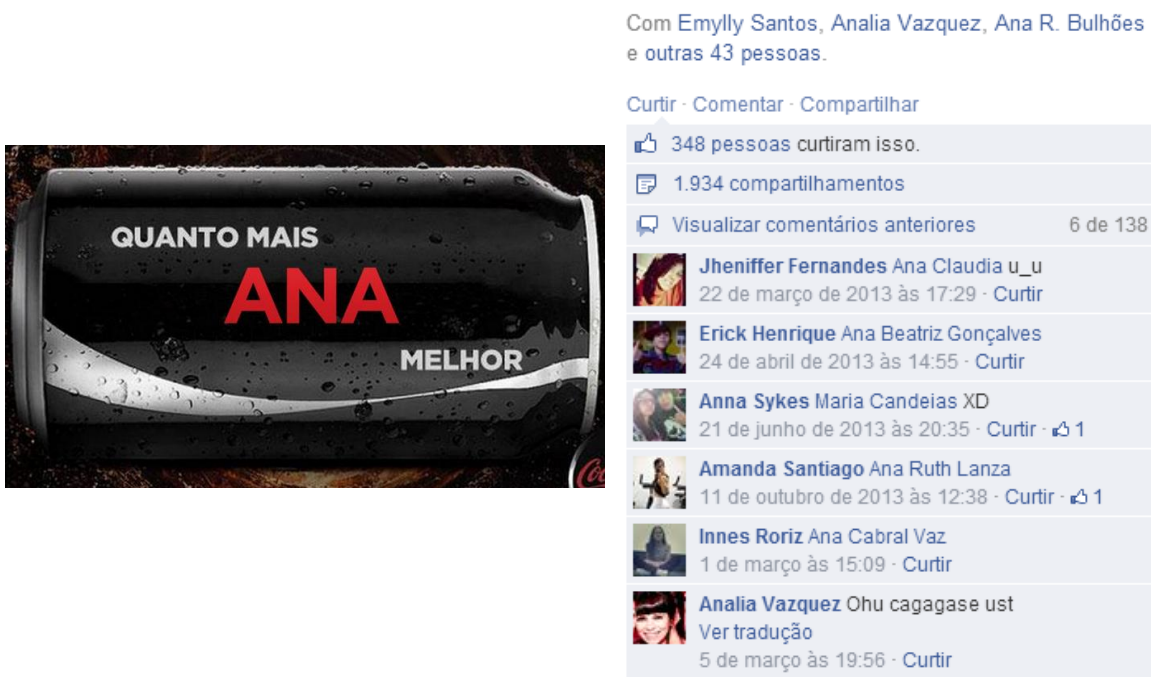 QUANTO MAIS
ANA
MELHOR
Com Emylly Santos, Analia Vazquez, Ana R. Bulhões
e outras 43 pessoas.
Curtir · Comentar · Compartilhar
348 pessoas curtiram isso.
1.934 compartilhamentos
Visualizar comentários anteriores 6 de 138
Jheniffer Fernandes Ana Claudia u_u
22 de março de 2013 às 17:29 · Curtir
Erick Henrique Ana Beatriz Gonçalves
24 de abril de 2013 às 14:55 · Curtir
Anna Sykes Maria Candeias XD
21 de junho de 2013 às 20:35 · Curtir · 1
Amanda Santiago Ana Ruth Lanza
11 de outubro de 2013 às 12:38 · Curtir · 1
Innes Roriz Ana Cabral Vaz
1 de março às 15:09 · Curtir
Analia Vazquez Ohu cagagase ust
Ver tradução
5 de março às 19:56 · Curtir